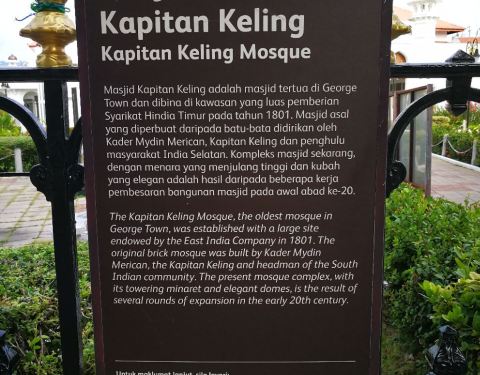 Kapitan Keling
Kapitan Keling Mosque
Masjid Kapitan Keling adalah masjid tertua di George
Town dan dibina di kawasan yang luas pemberian
Syarikat Hindia Timur pada tahun 1801. Masjid asal
yang diperbuat daripada batu-bata didirikan oleh
Kader Mydin Merican, Kapitan Keling dan penghulu
masyarakat India Selatan. Kompleks masjid sekarang,
dengan menara yang menjulang tinggi dan kubah
yang elegan adalah hasil daripada beberapa kerja
pembesaran bangunan masjid pada awal abad ke-20.
The Kapitan Keling Mosque, the oldest mosque in
George Town, was established with a large site
endowed by the East India Company in 1801. The
original brick mosque was built by Kader Mydin
Merican, the Kapitan Keling and headman of the South
Indian community. The present mosque complex, with
its towering minaret and elegant domes, is the result of
several rounds of expansion in the early 20th century.
Untuk maklumat lanjut, sila layari: